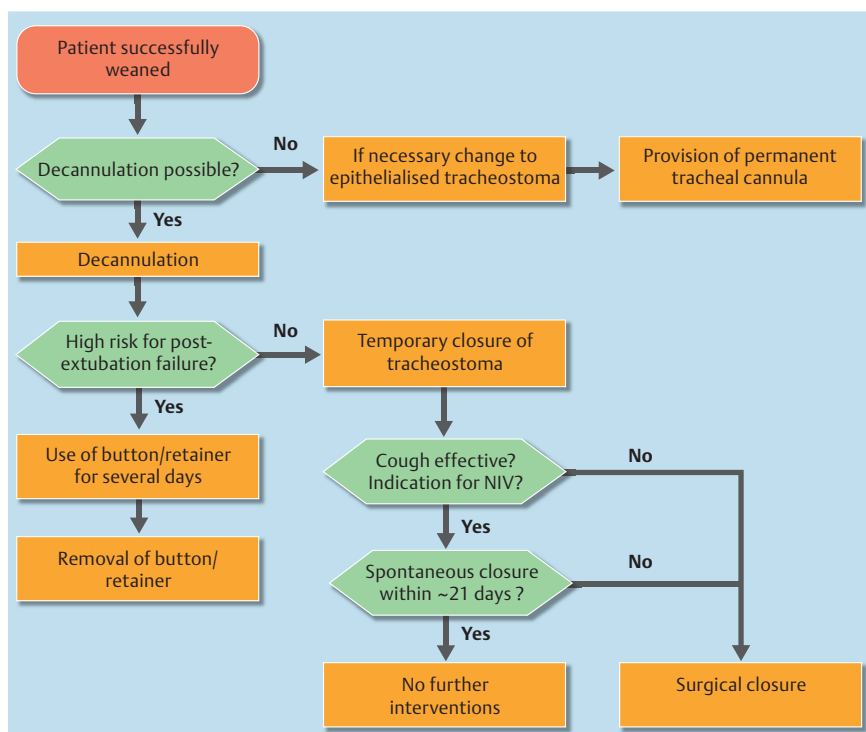 Patient successfully
weaned
Decannulation possible?
No
If necessary change to
epithelialised tracheostoma
Provision of permanent
tracheal cannula
Yes
Decannulation
High risk for post-
extubation failure?
No
Temporary closure of
tracheostoma
Yes
Use of button/retainer
for several days
Cough effective?
Indication for NIV?
No
Yes
Removal of button/
retainer
Spontaneous closure
within ~21 days ?
No
Yes
No further
interventions
Surgical closure